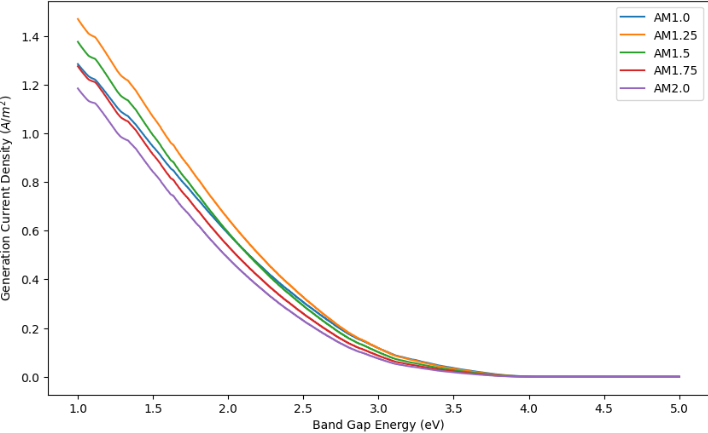 AM1.0
AM1.25
AM1.5
AM1.75
AM2.0
Generation Current Density (A/m²)
1.4
1.2
1.0
0.8
0.6
0.4
0.2
0.0
1.0 1.5 2.0 2.5 3.0 3.5 4.0 4.5 5.0
Band Gap Energy (eV)